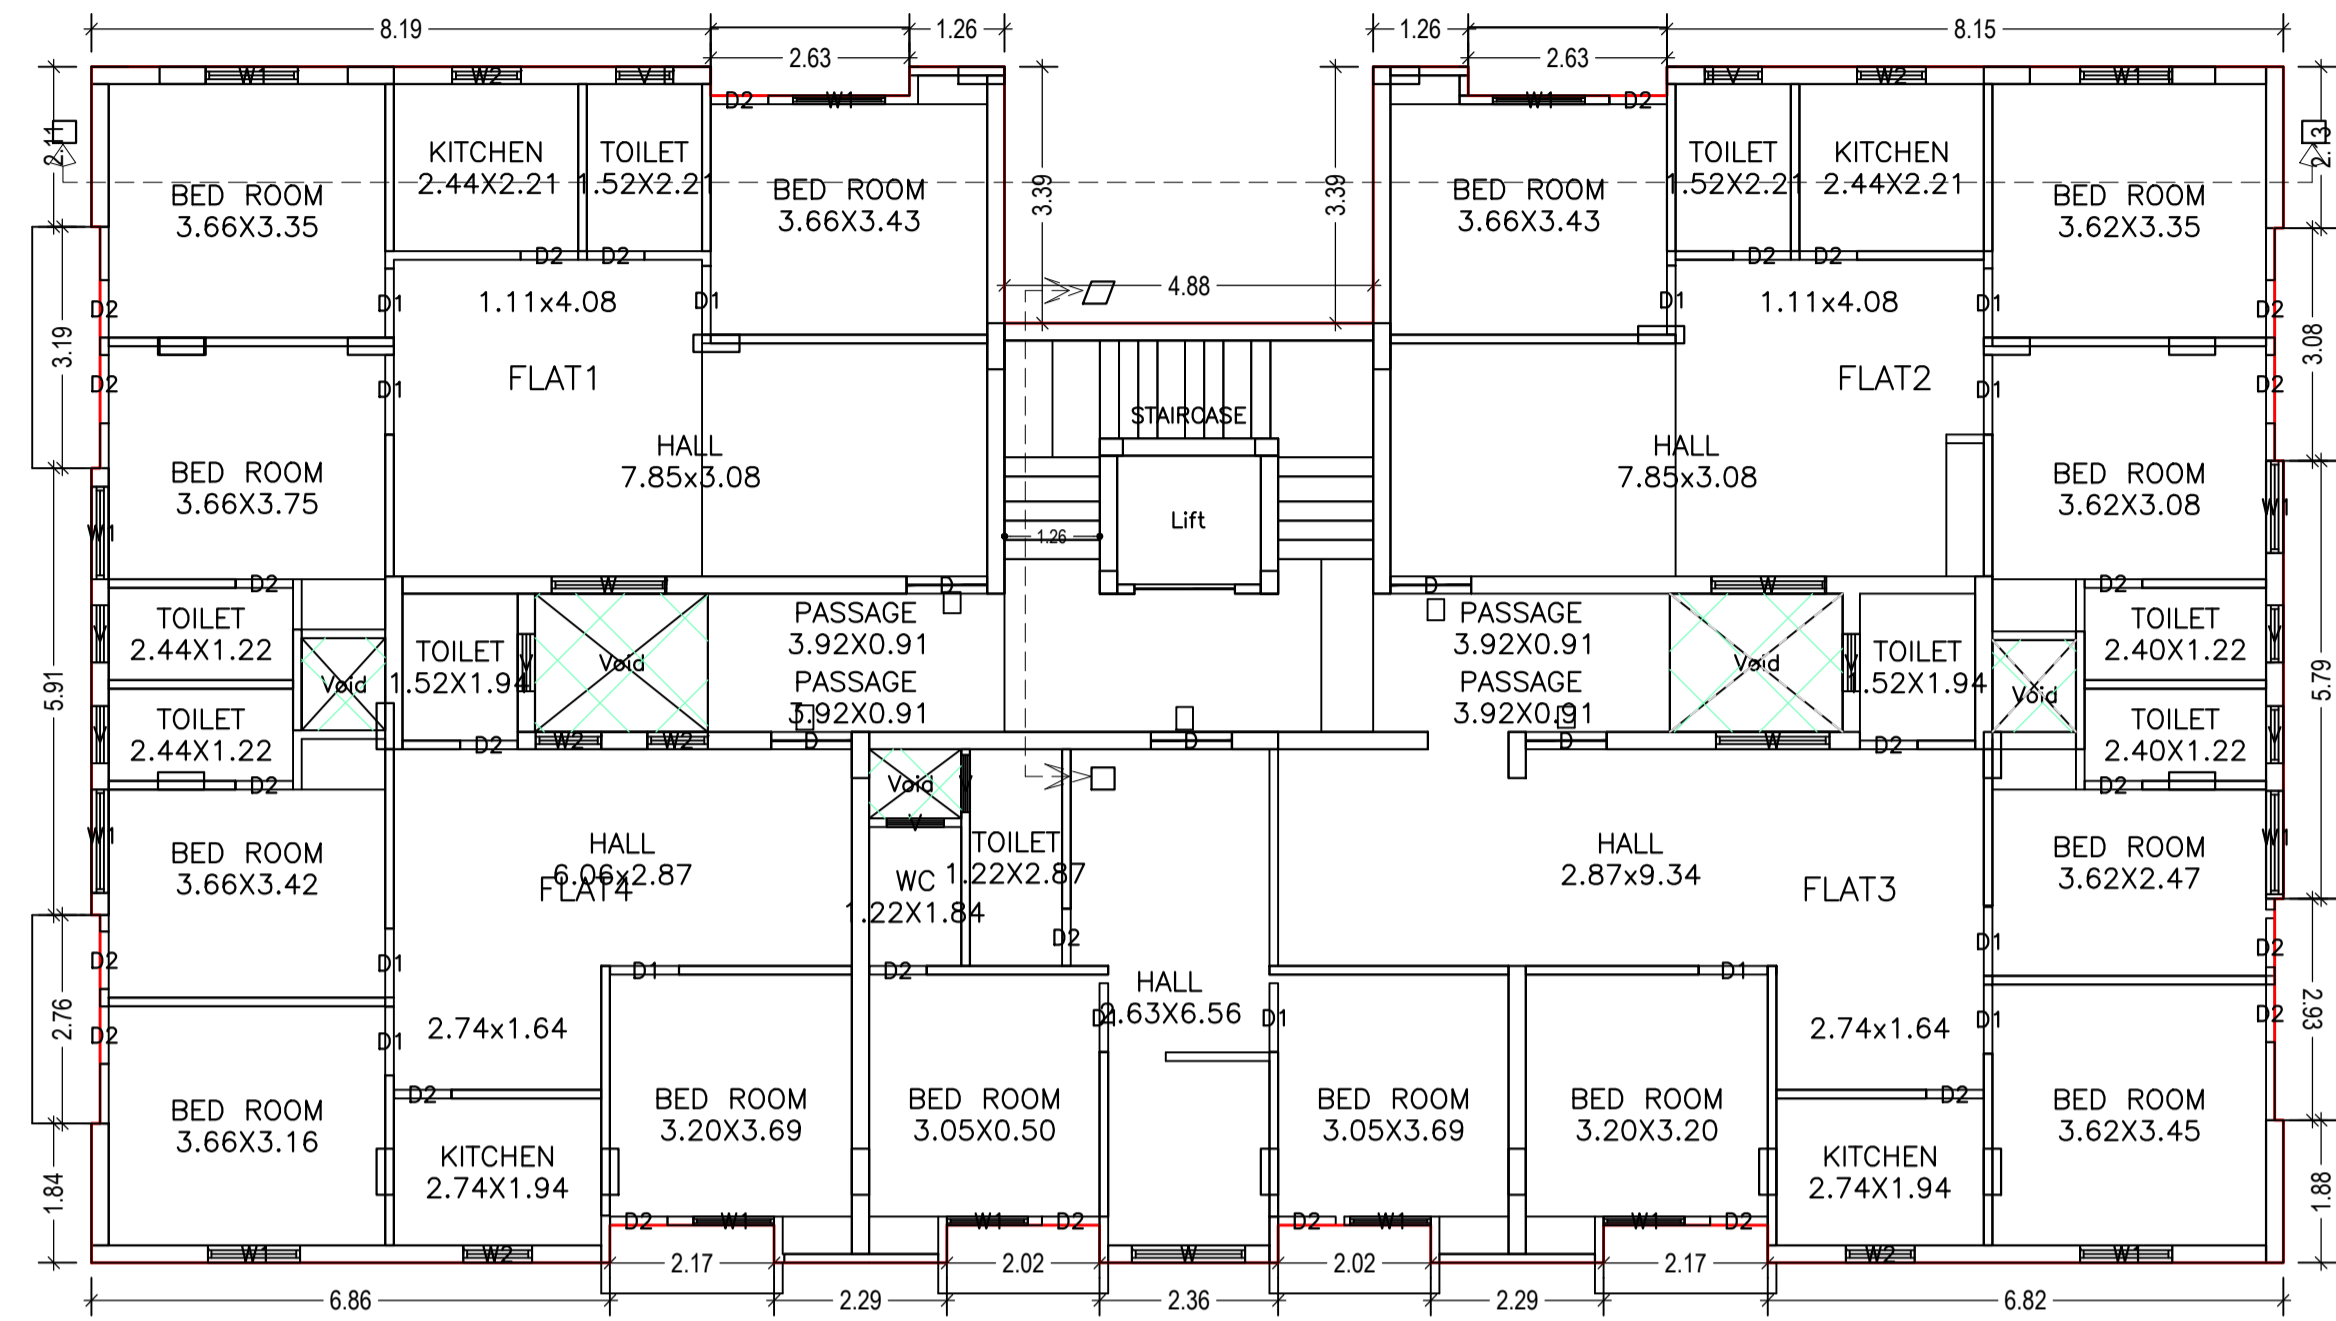 8.19
1.26
2.63
1.26
2.63
8.15
W1
W2
V
D2
W1
W1
D2
V
W2
W1
2.11
BED ROOM
3.66X3.35
KITCHEN
2.44X2.21
TOILET
1.52X2.21
BED ROOM
3.66X3.43
3.39
3.39
BED ROOM
3.66X3.43
TOILET
1.52X2.21
KITCHEN
2.44X2.21
BED ROOM
3.62X3.35
2.13
D2
D2
D2
D2
D2
D1
1.11x4.08
D1
4.88
D1
1.11x4.08
D1
D2
3.19
D2
D1
FLAT1
STAIRCASE
FLAT2
D1
D2
3.08
BED ROOM
3.66X3.75
HALL
7.85x3.08
Lift
1.26
HALL
7.85x3.08
BED ROOM
3.62X3.08
W1
W1
D2
W
D
D
W
D2
5.91
TOILET
2.44X1.22
V
Void
TOILET
1.52X1.94
V
Void
PASSAGE
3.92X0.91
PASSAGE
3.92X0.91
PASSAGE
3.92X0.91
PASSAGE
3.92X0.91
Void
V
TOILET
1.52X1.94
Void
TOILET
2.40X1.22
V
5.79
TOILET
2.44X1.22
V
D2
D2
W2
W2
D
D
D
W
D2
TOILET
2.40X1.22
V
D2
W1
BED ROOM
3.66X3.42
HALL
6.06x2.87
FLAT4
Void
V
V
WC
1.22X1.84
TOILET
1.22X2.87
D2
HALL
2.87x9.34
FLAT3
BED ROOM
3.62X2.47
W1
D2
D1
D1
D2
D1
D1
D2
2.76
D2
D1
2.74x1.64
HALL
2.63X6.56
D1
D1
2.74x1.64
D1
D2
2.93
D2
D2
BED ROOM
3.66X3.16
KITCHEN
2.74X1.94
BED ROOM
3.20X3.69
BED ROOM
3.05X0.50
BED ROOM
3.05X3.69
BED ROOM
3.20X3.20
KITCHEN
2.74X1.94
BED ROOM
3.62X3.45
1.84
1.88
D2
W1
W1
D2
D2
W1
W1
D2
W1
W2
W
W2
W1
2.17
2.02
2.02
2.17
6.86
2.29
2.36
2.29
6.82